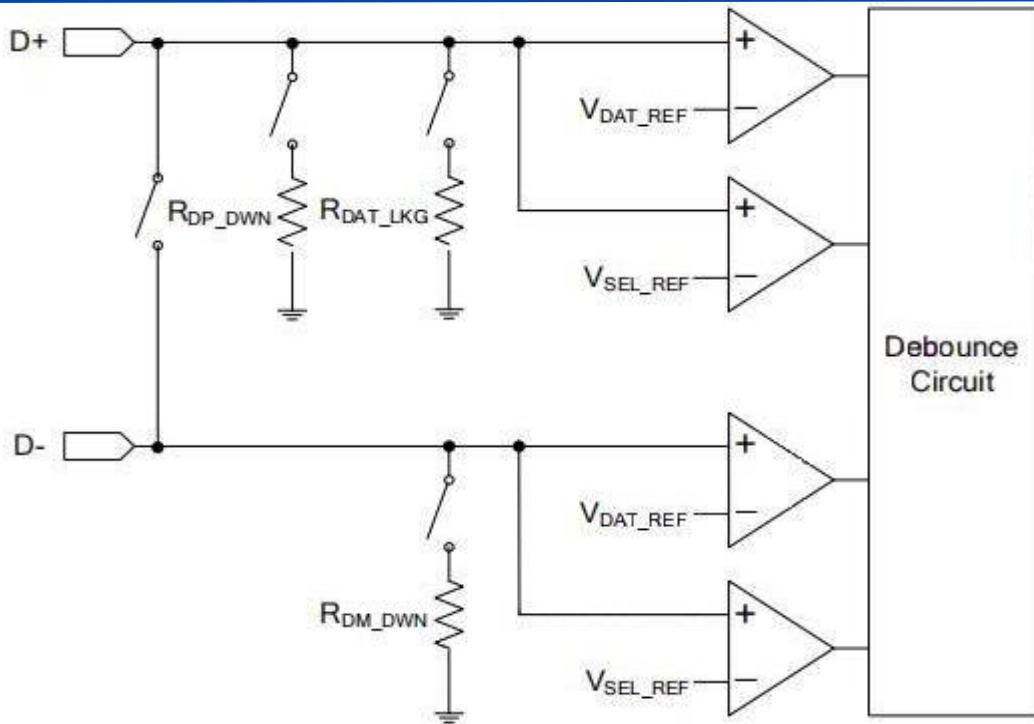 D+
+
V_DAT_REF
−
R_DP_DWN
R_DAT_LKG
+
V_SEL_REF
−
Debounce
Circuit
D-
+
V_DAT_REF
−
R_DM_DWN
+
V_SEL_REF
−